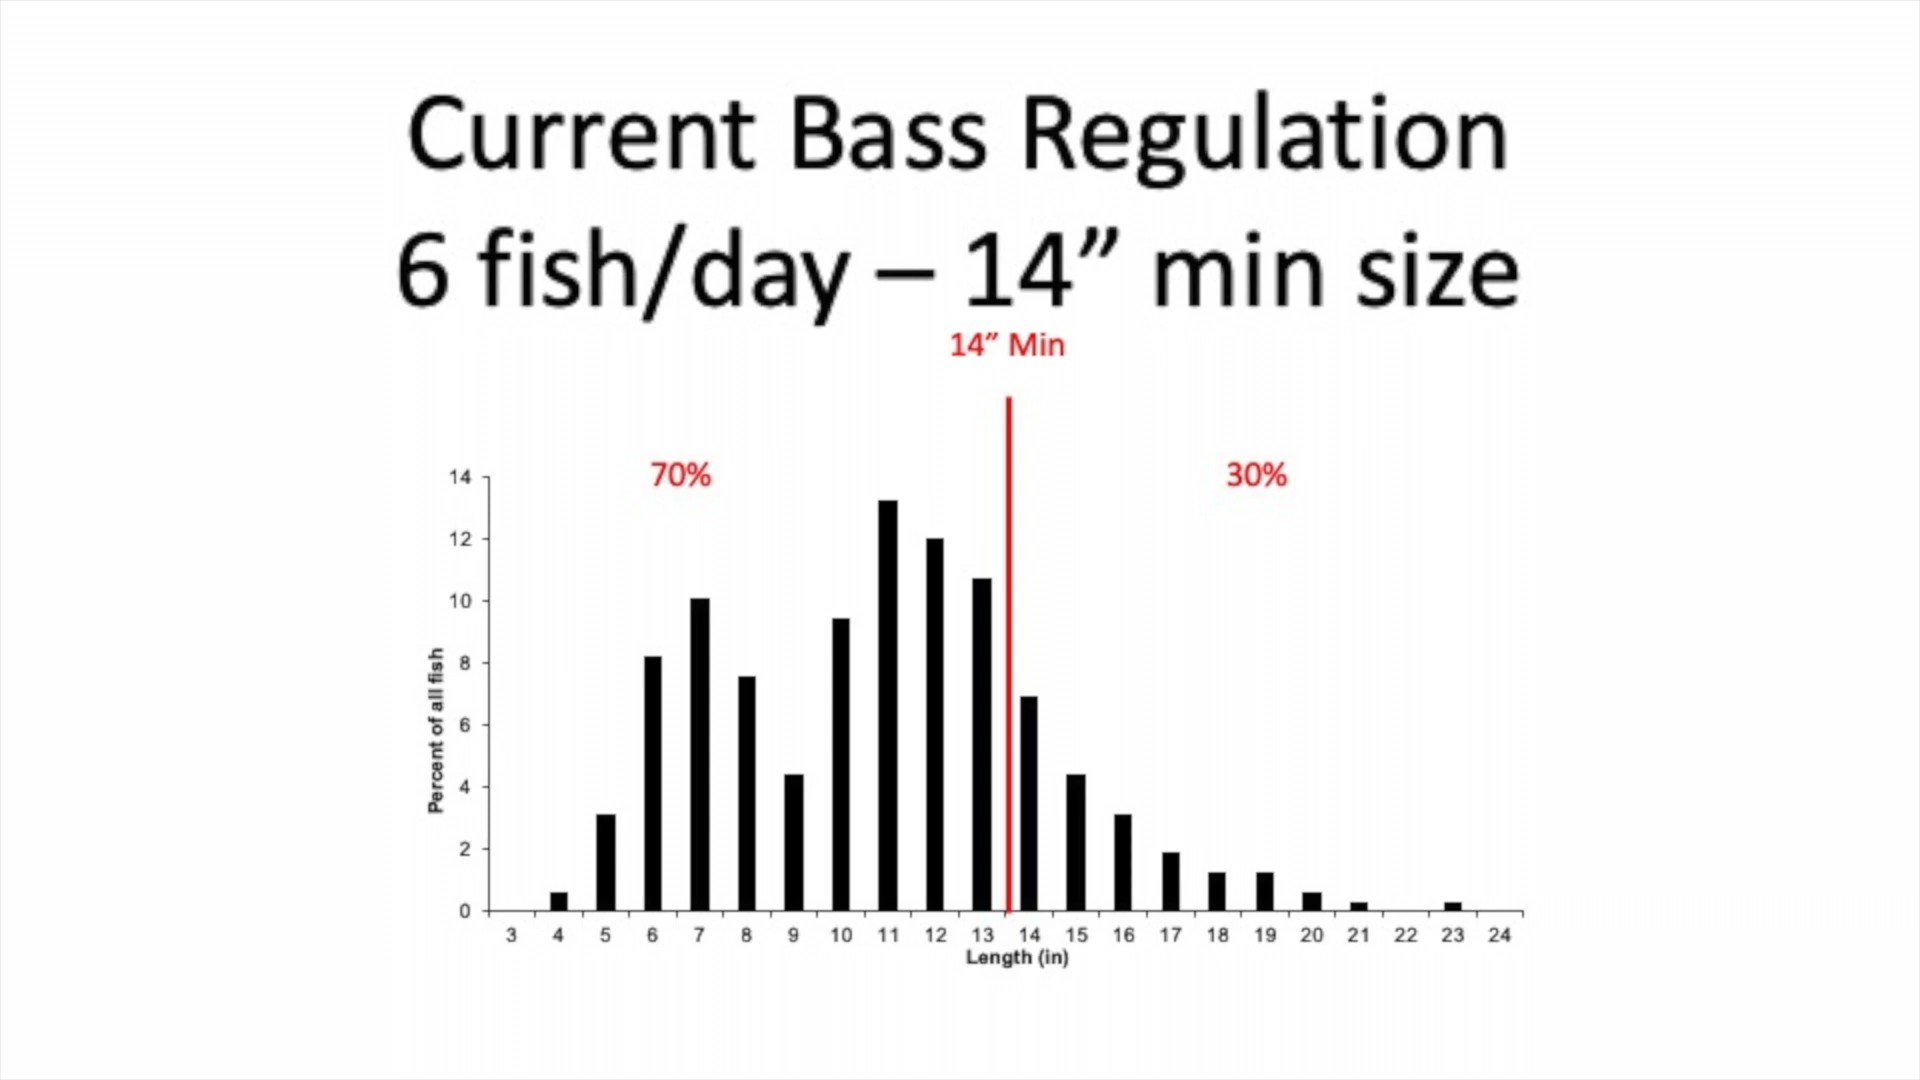 Current Bass Regulation
6 fish/day – 14” min size
14” Min
70%
30%
14
12
10
8
6
4
2
0
Percent of all fish
3 4 5 6 7 8 9 10 11 12 13 14 15 16 17 18 19 20 21 22 23 24
Length (in)